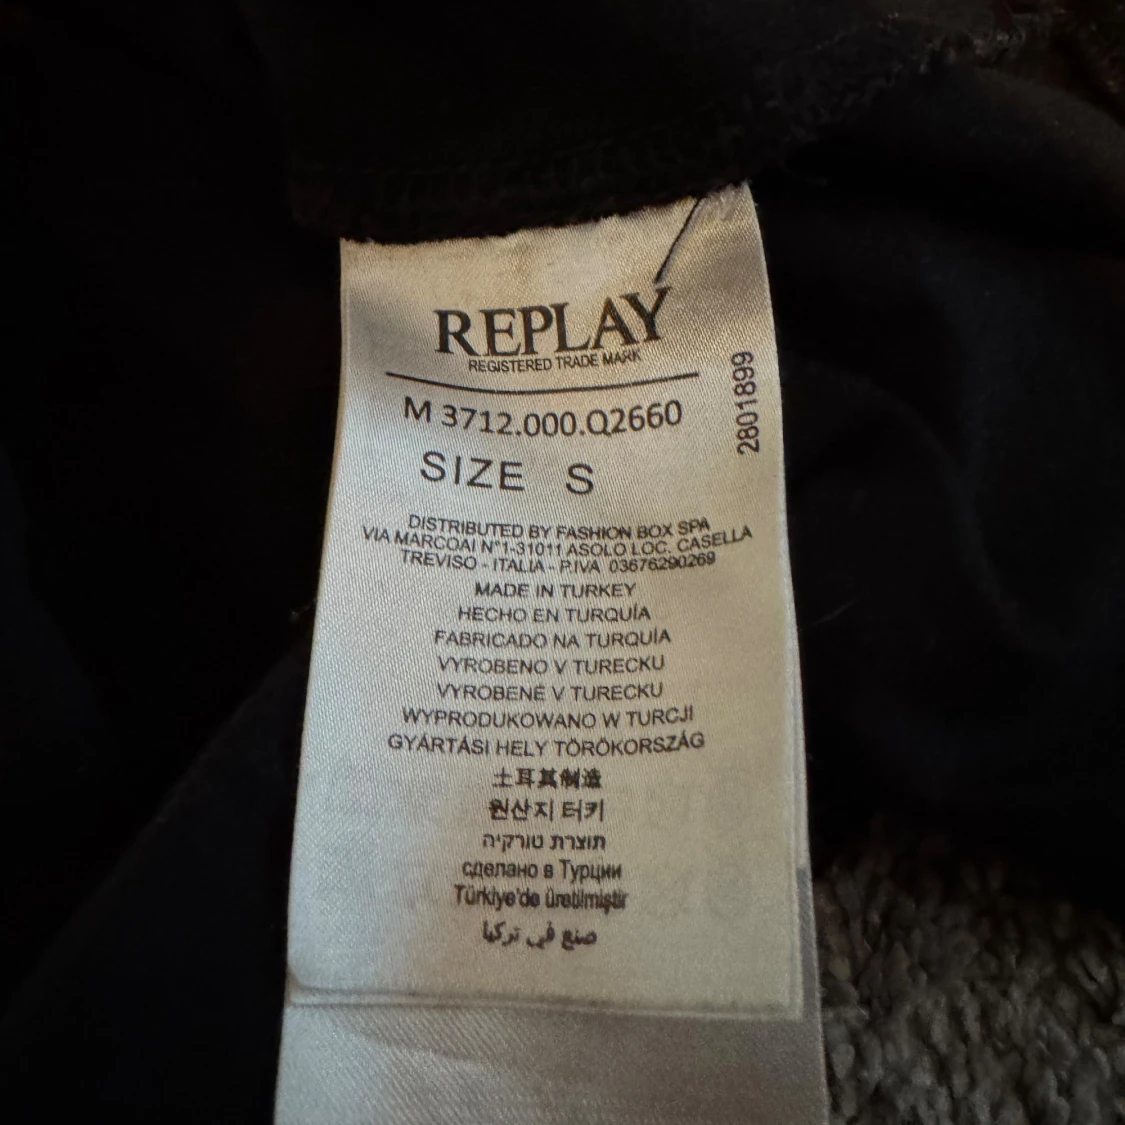 REPLAY
REGISTERED TRADE MARK
M 3712.000.Q2660
2801899
SIZE S
DISTRIBUTED BY FASHION BOX SPA
VIA MARCOAI N°1-31011 ASOLO LOC. CASELLA
TREVISO - ITALIA - P.IVA 03676290269
MADE IN TURKEY
HECHO EN TURQUÍA
FABRICADO NA TURQUÍA
VYROBENO V TURECKU
VYROBENÉ V TURECKU
WYPRODUKOWANO W TURCJI
GYÁRTÁSI HELY TÖRÖKORSZÁG
土耳其制造
원산지 터키
תוצרת טורקיה
сделано в Турции
Türkiye'de üretilmiştir
صنع في تركيا